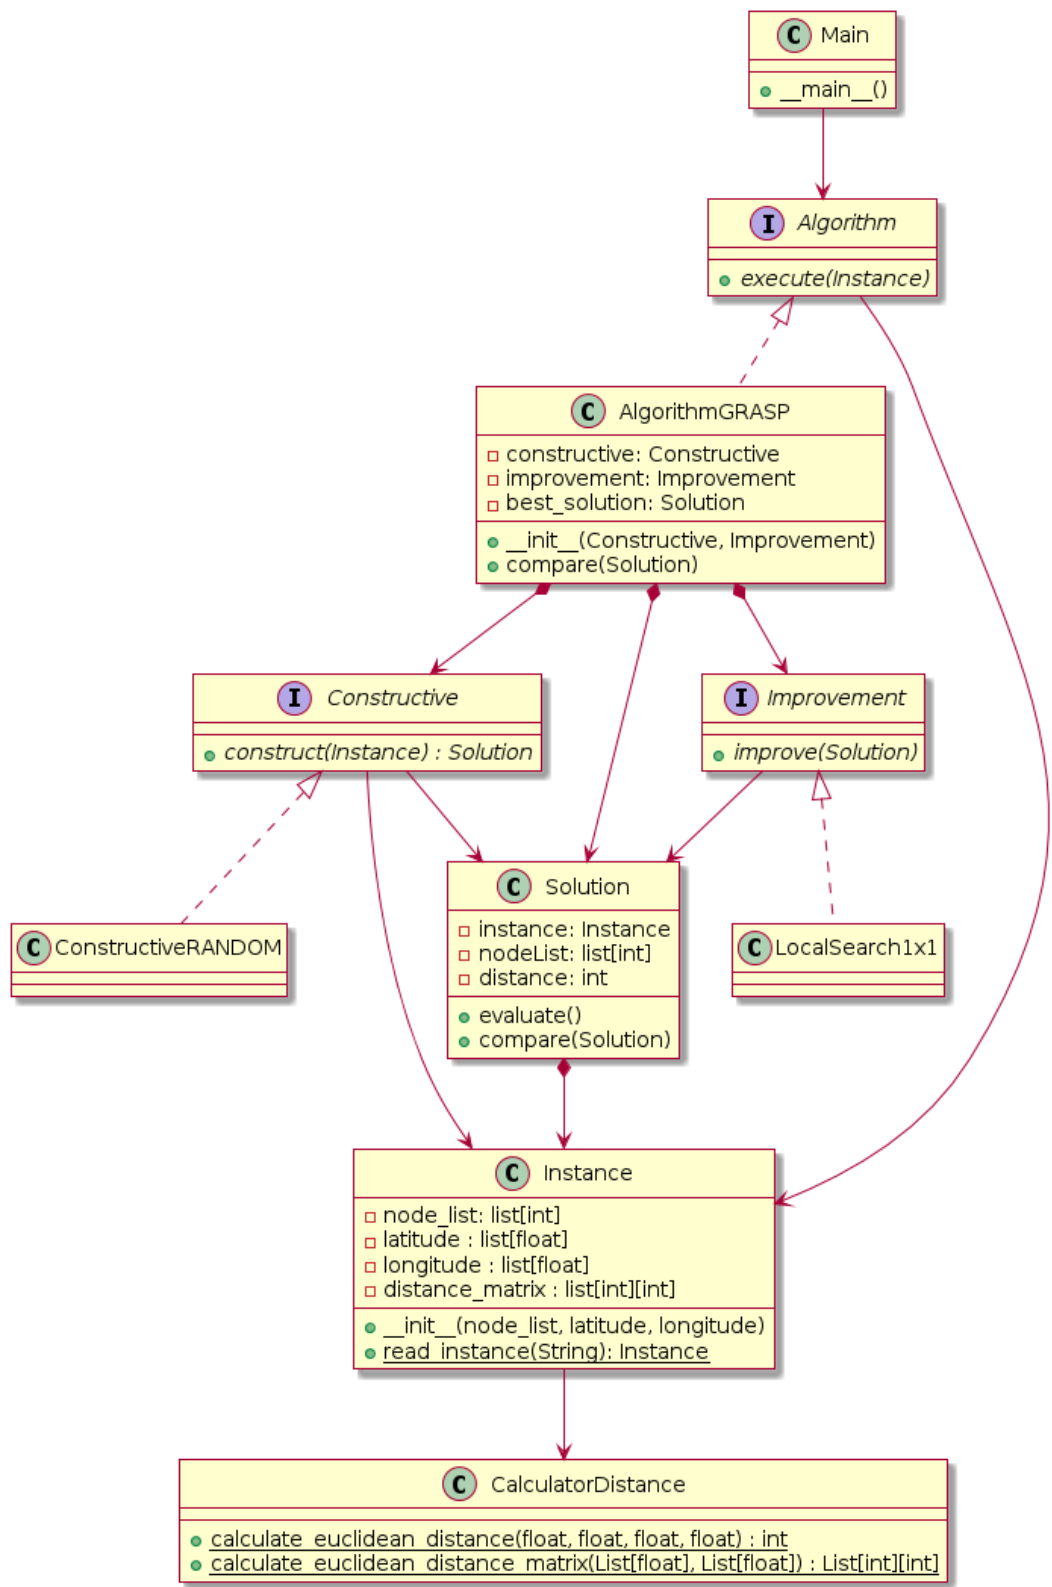 C Main
__main__()
I Algorithm
execute(Instance)
C AlgorithmGRASP
constructive: Constructive
improvement: Improvement
best_solution: Solution
__init__(Constructive, Improvement)
compare(Solution)
I Constructive
construct(Instance) : Solution
I Improvement
improve(Solution)
C ConstructiveRANDOM
C Solution
instance: Instance
nodeList: list[int]
distance: int
evaluate()
compare(Solution)
C LocalSearch1x1
C Instance
node_list: list[int]
latitude : list[float]
longitude : list[float]
distance_matrix : list[int][int]
__init__(node_list, latitude, longitude)
read_instance(String): Instance
C CalculatorDistance
calculate_euclidean_distance(float, float, float, float) : int
calculate_euclidean_distance_matrix(List[float], List[float]) : List[int][int]